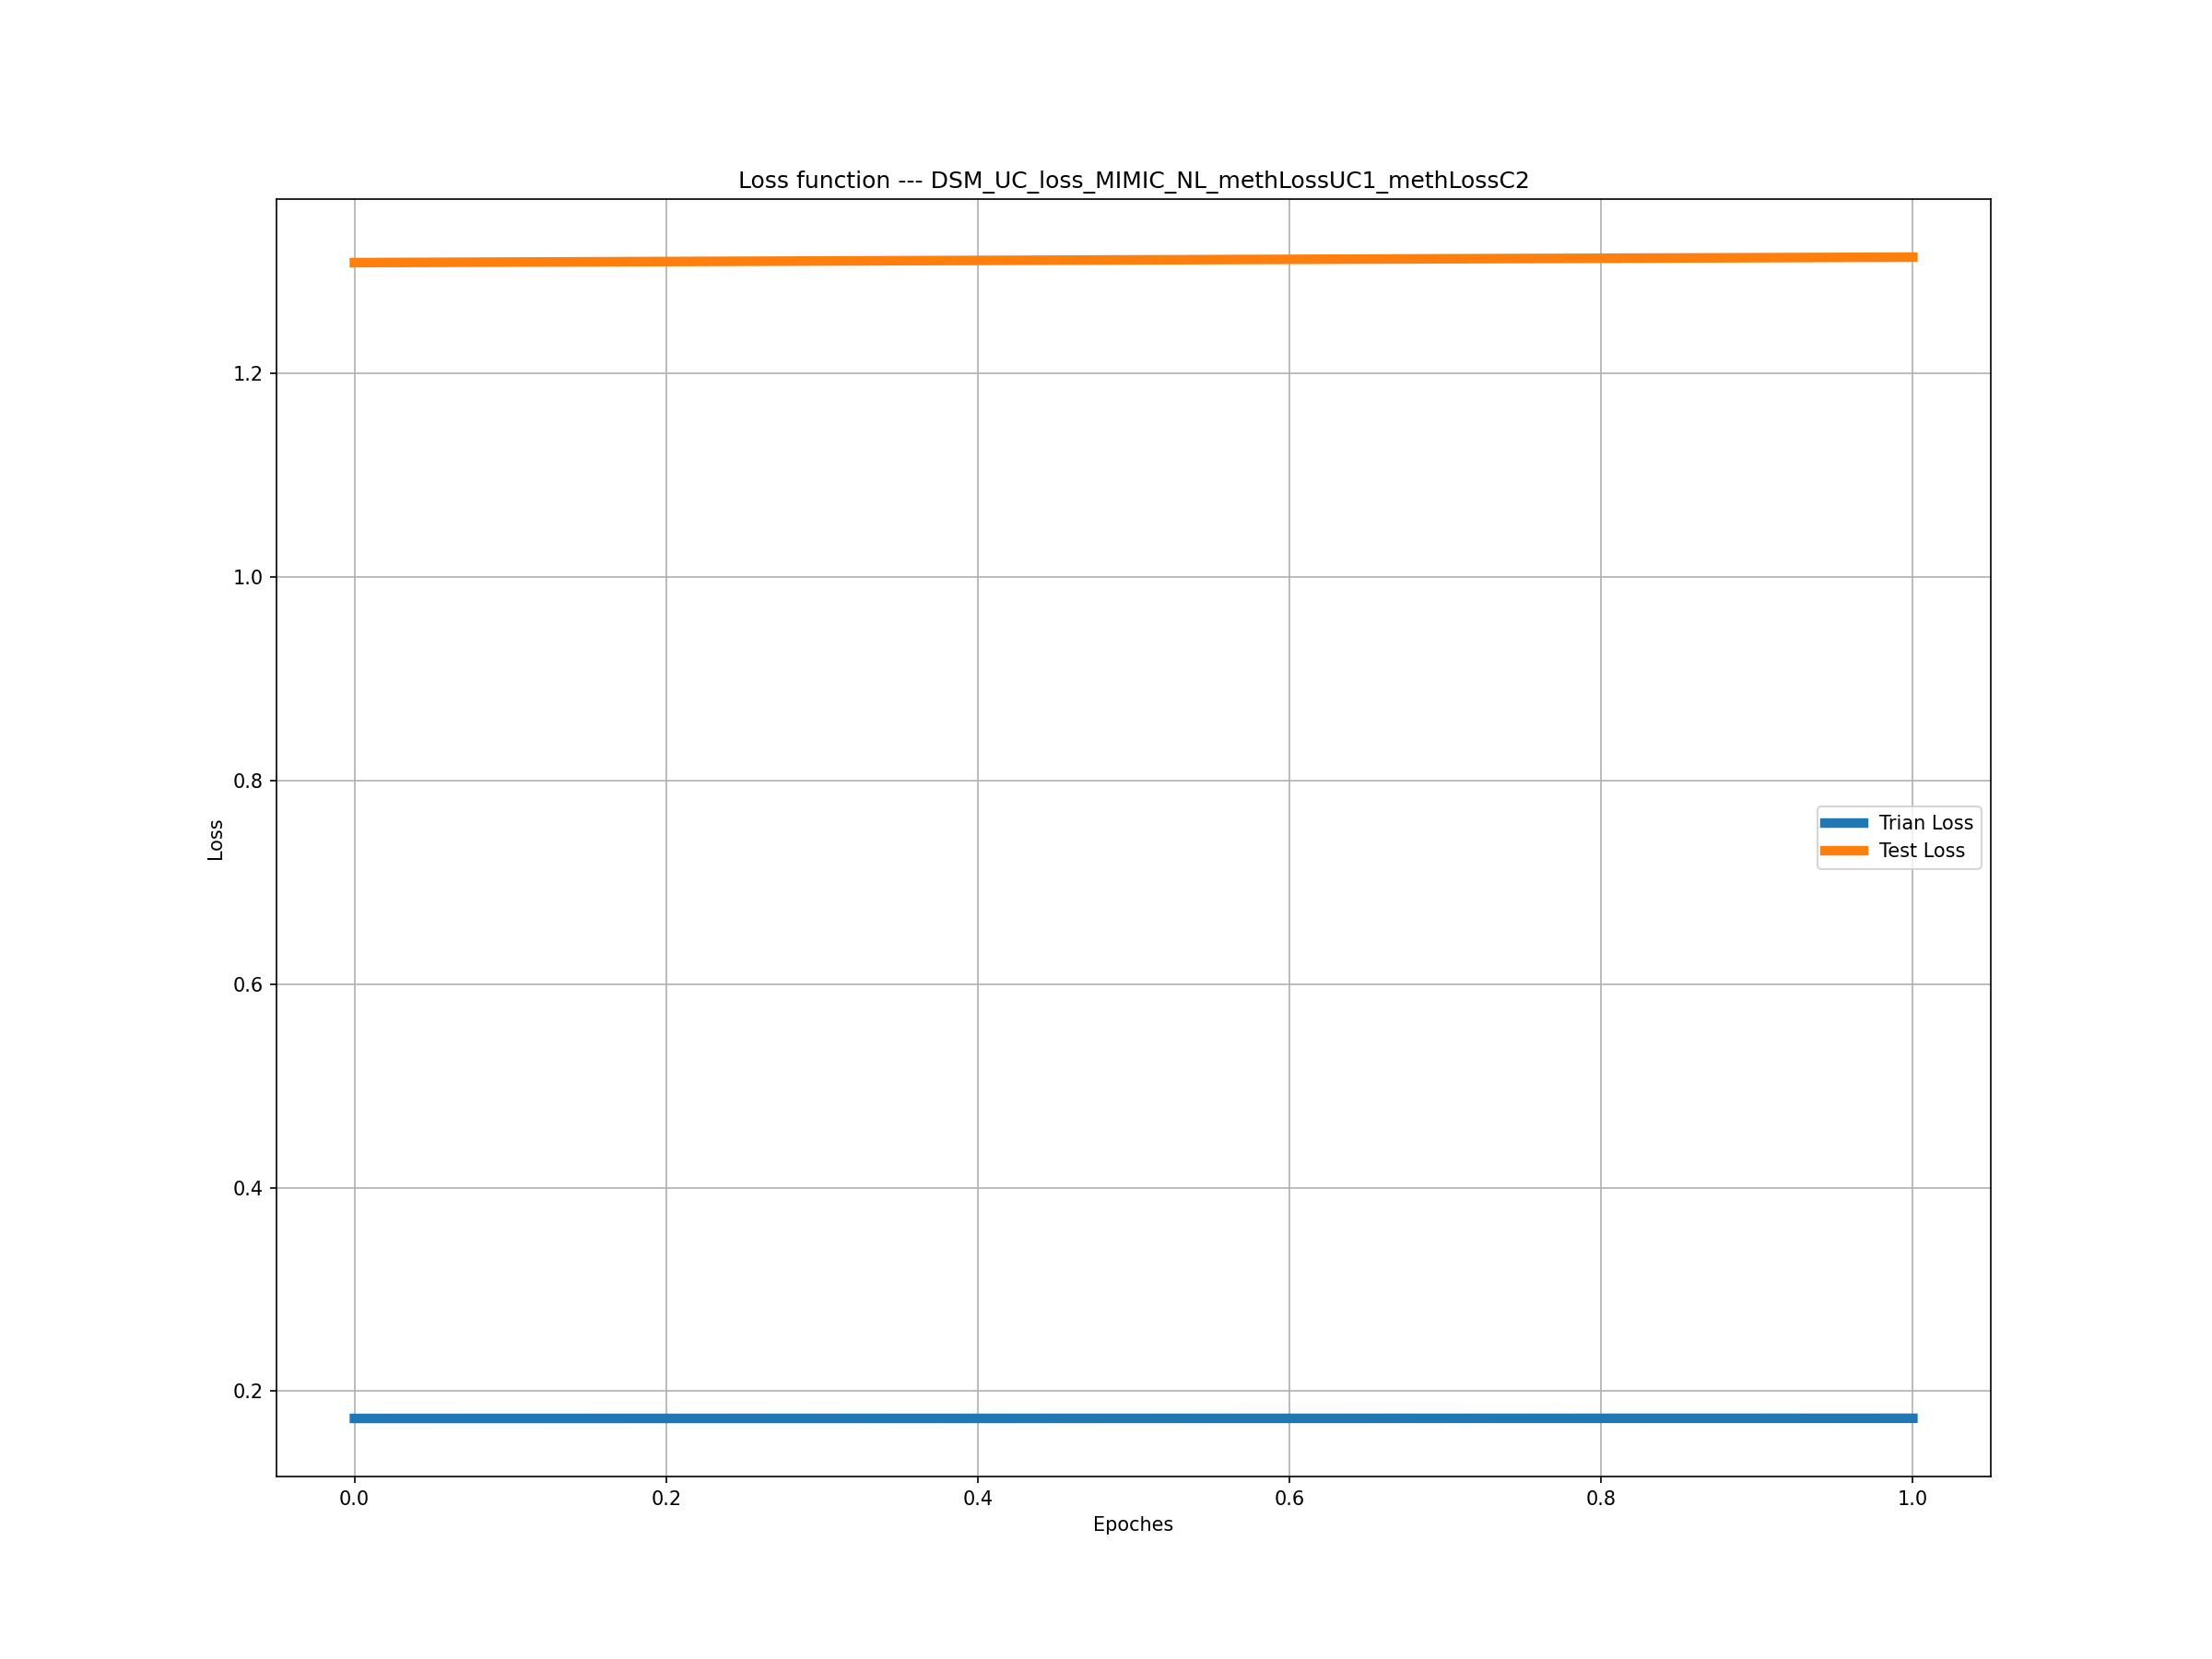 Loss function --- DSM_UC_loss_MIMIC_NL_methLossUC1_methLossC2
1.2
1.0
0.8
0.6
0.4
0.2
Loss
Trian Loss
Test Loss
0.0 0.2 0.4 0.6 0.8 1.0
Epoches